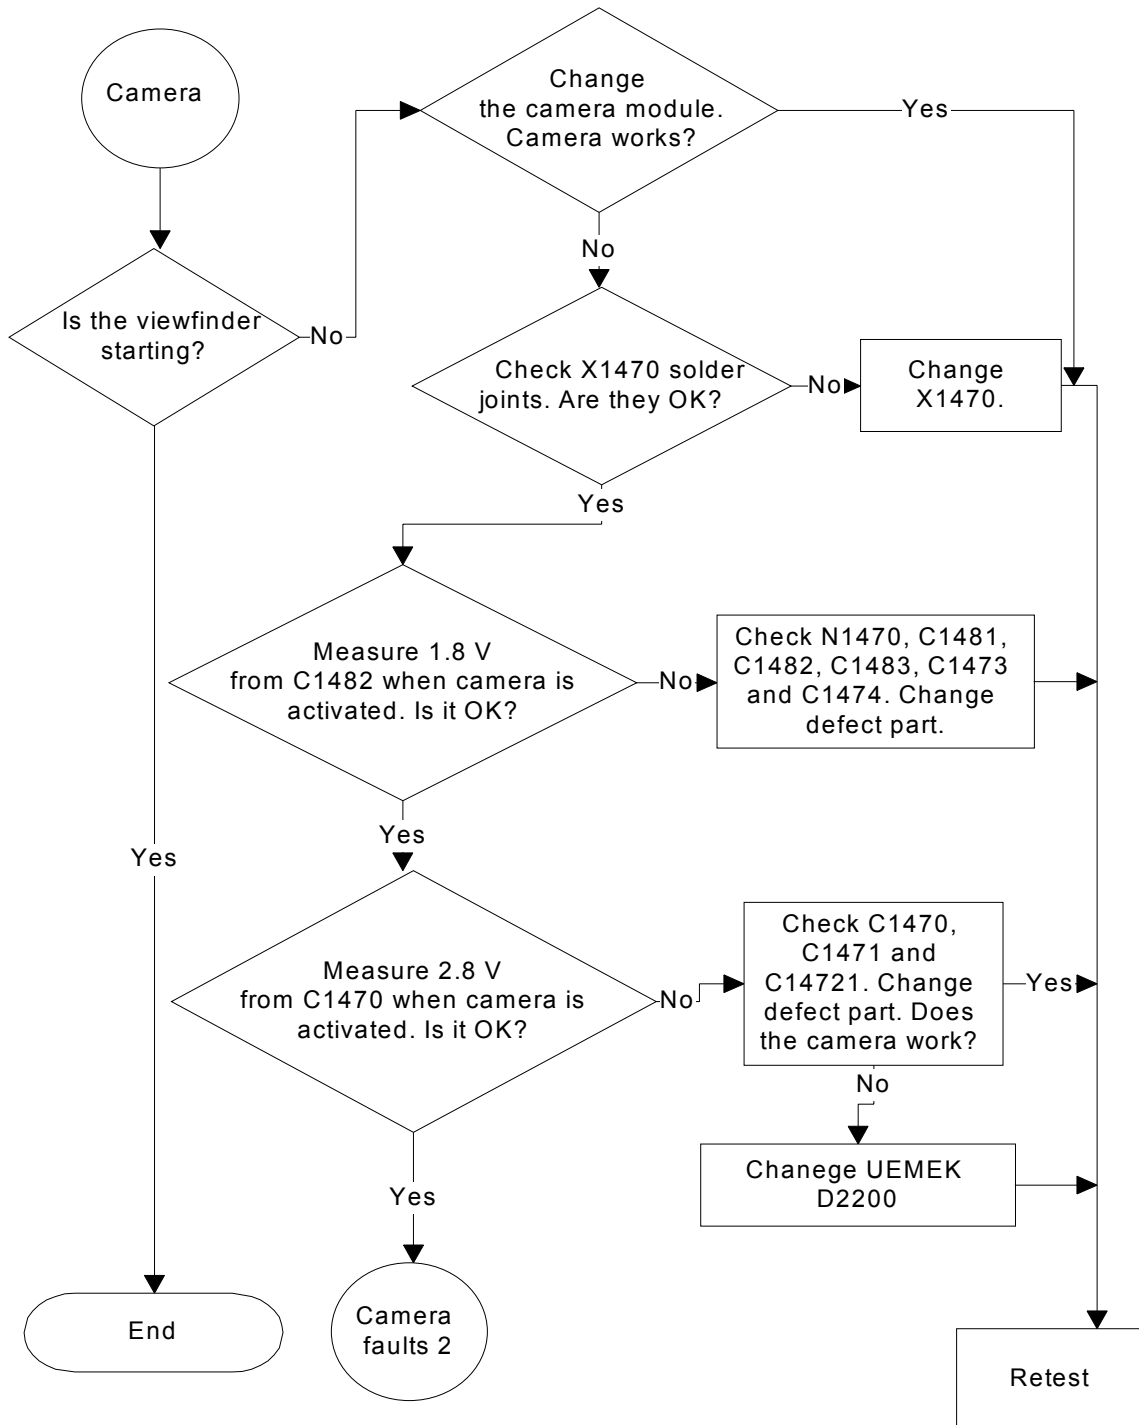 Camera
Change
the camera module.
Camera works?
Yes
No
Is the viewfinder
starting?
No
Check X1470 solder
joints. Are they OK?
No
Change
X1470.
Yes
Measure 1.8 V
from C1482 when camera is
activated. Is it OK?
No
Check N1470, C1481,
C1482, C1483, C1473
and C1474. Change
defect part.
Yes
Yes
Measure 2.8 V
from C1470 when camera is
activated. Is it OK?
No
Check C1470,
C1471 and
C14721. Change
defect part. Does
the camera work?
Yes
No
Chanege UEMEK
D2200
Yes
End
Camera
faults 2
Retest